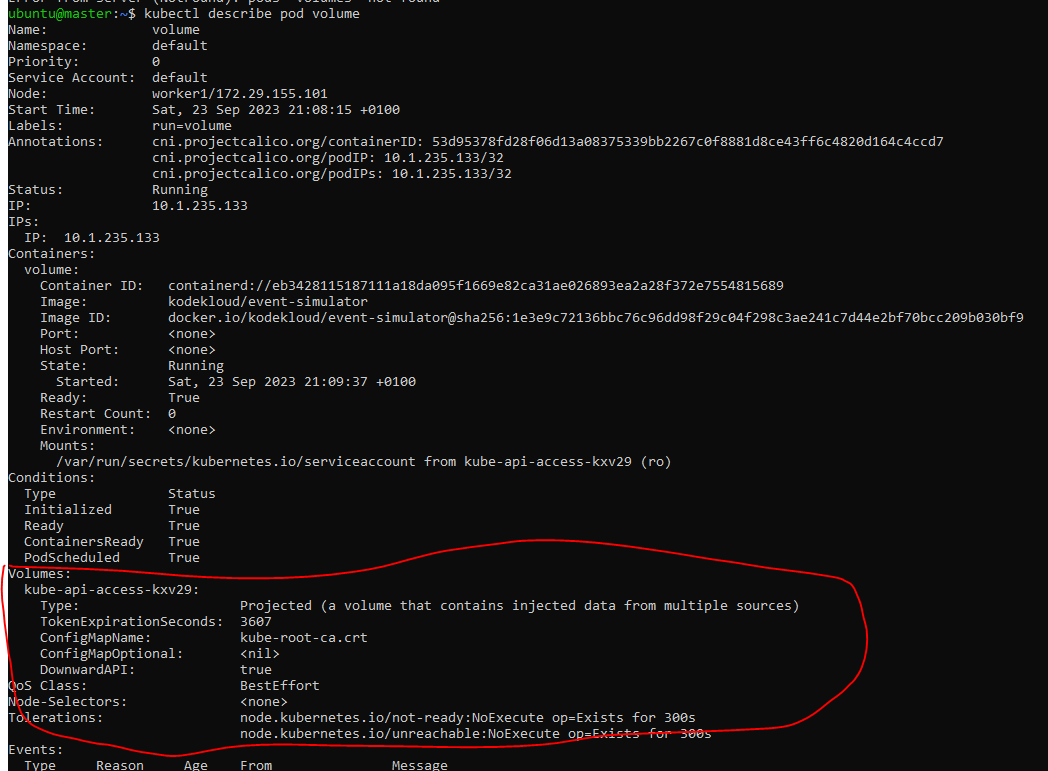 ubuntu@master:~$ kubectl describe pod volume
Name:             volume
Namespace:        default
Priority:         0
Service Account:  default
Node:             worker1/172.29.155.101
Start Time:       Sat, 23 Sep 2023 21:08:15 +0100
Labels:           run=volume
Annotations:      cni.projectcalico.org/containerID: 53d95378fd28f06d13a08375339bb2267c0f8881d8ce43ff6c4820d164c4ccd7
                  cni.projectcalico.org/podIP: 10.1.235.133/32
                  cni.projectcalico.org/podIPs: 10.1.235.133/32
Status:           Running
IP:               10.1.235.133
IPs:
  IP:  10.1.235.133
Containers:
  volume:
    Container ID:   containerd://eb3428115187111a18da095f1669e82ca31ae026893ea2a28f372e7554815689
    Image:          kodekloud/event-simulator
    Image ID:       docker.io/kodekloud/event-simulator@sha256:1e3e9c72136bbc76c96dd98f29c04f298c3ae241c7d44e2bf70bcc209b030bf9
    Port:           <none>
    Host Port:      <none>
    State:          Running
      Started:      Sat, 23 Sep 2023 21:09:37 +0100
    Ready:          True
    Restart Count:  0
    Environment:    <none>
    Mounts:
      /var/run/secrets/kubernetes.io/serviceaccount from kube-api-access-kxv29 (ro)
Conditions:
  Type              Status
  Initialized       True
  Ready             True
  ContainersReady   True
  PodScheduled      True
Volumes:
  kube-api-access-kxv29:
    Type:                    Projected (a volume that contains injected data from multiple sources)
    TokenExpirationSeconds:  3607
    ConfigMapName:           kube-root-ca.crt
    ConfigMapOptional:       <nil>
    DownwardAPI:             true
QoS Class:                   BestEffort
Node-Selectors:              <none>
Tolerations:                 node.kubernetes.io/not-ready:NoExecute op=Exists for 300s
                             node.kubernetes.io/unreachable:NoExecute op=Exists for 300s
Events:
  Type     Reason     Age    From               Message